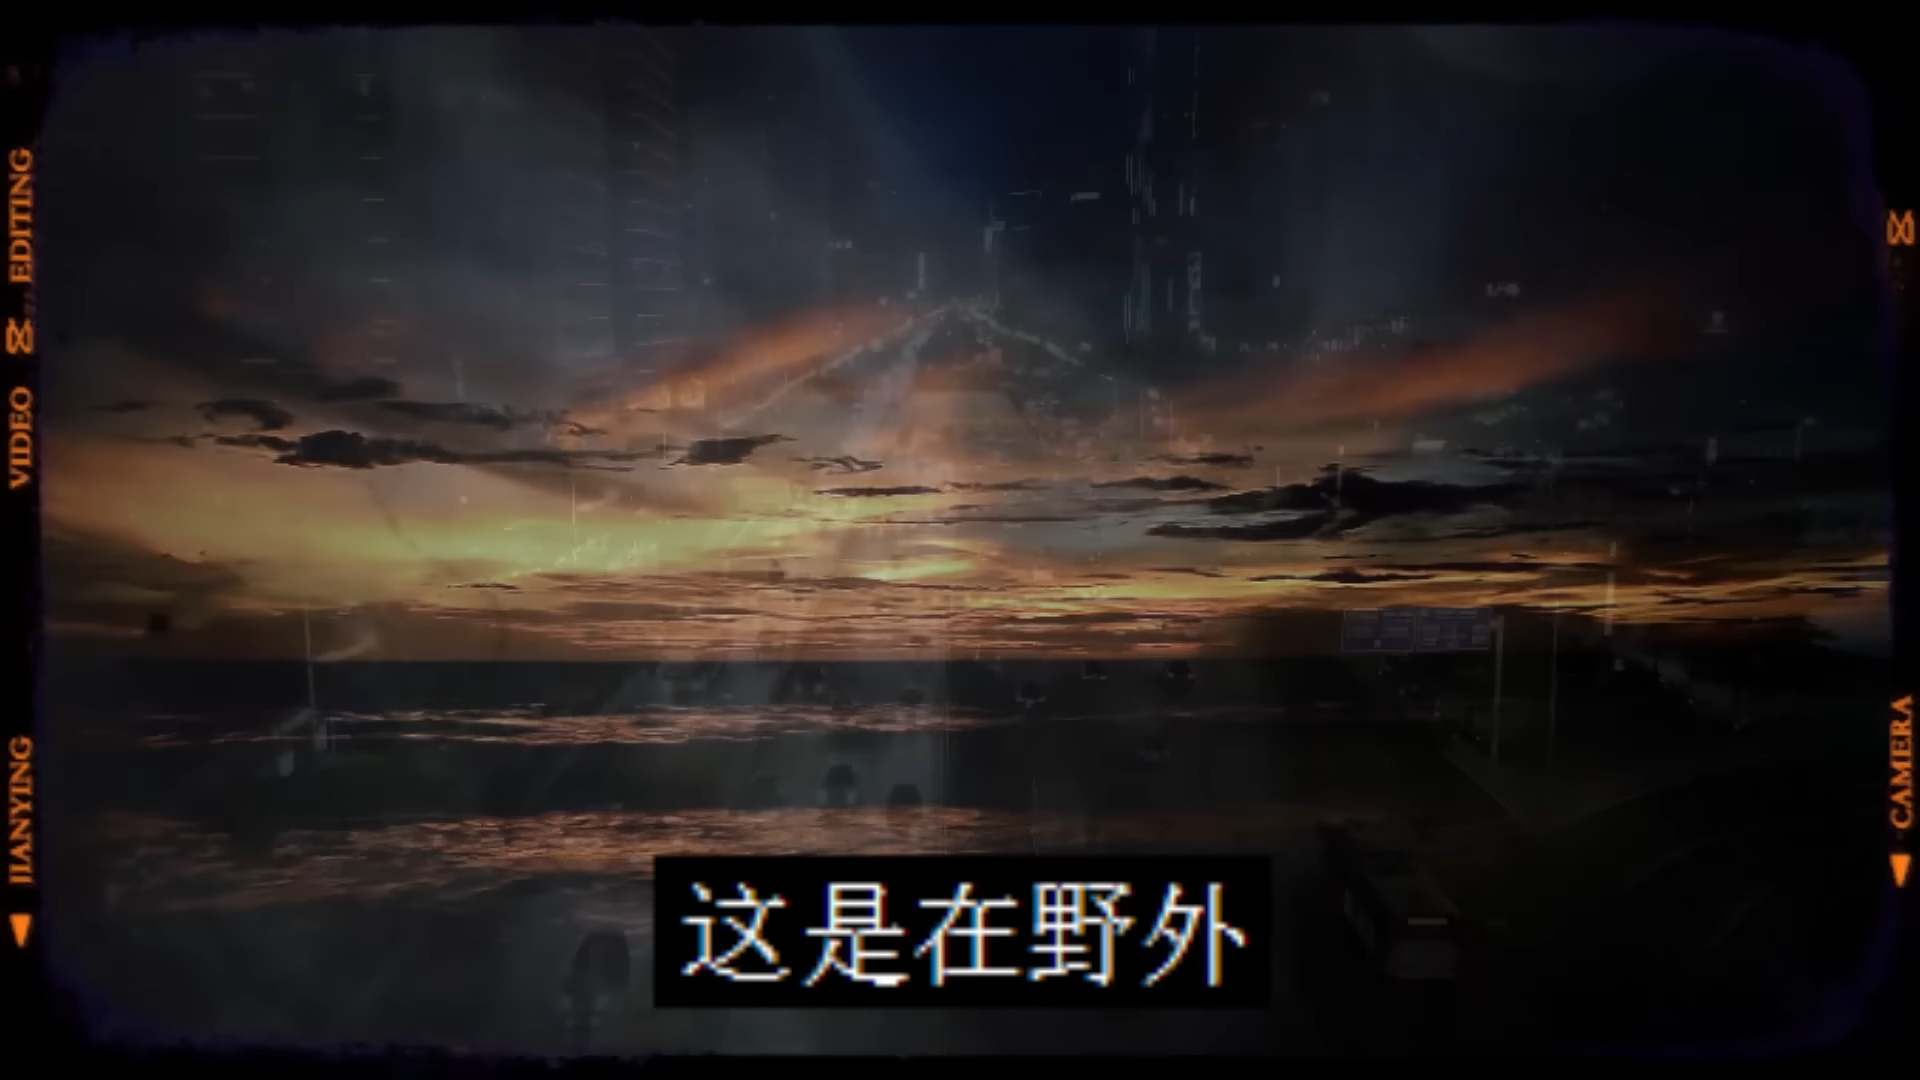 VIDEO EDITING
JIANYING
CAMERA
这是在野外